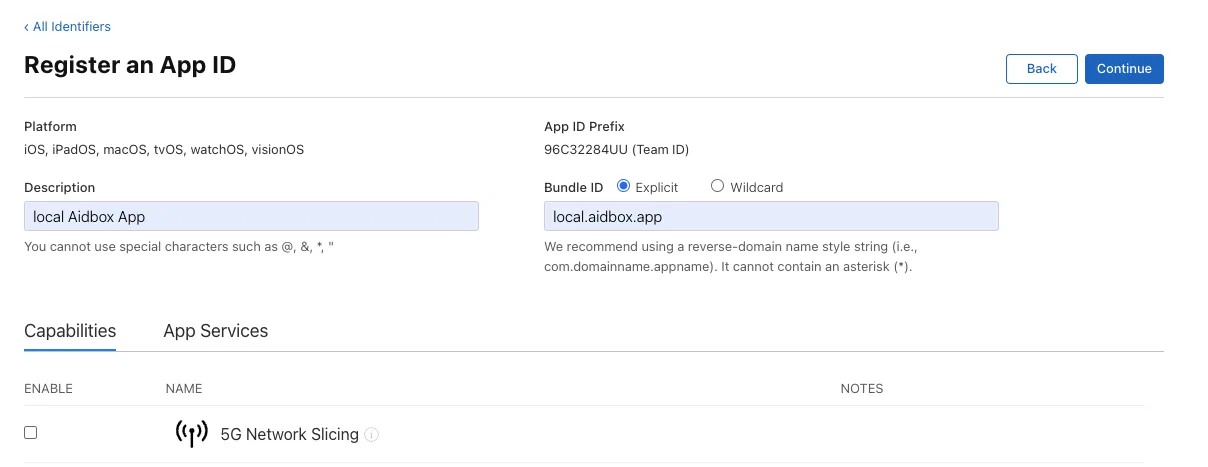 ‹ All Identifiers
Register an App ID
Back
Continue
Platform
iOS, iPadOS, macOS, tvOS, watchOS, visionOS
App ID Prefix
96C32284UU (Team ID)
Description
local Aidbox App
You cannot use special characters such as @, &, *, "
Bundle ID Explicit Wildcard
local.aidbox.app
We recommend using a reverse-domain name style string (i.e.,
com.domainname.appname). It cannot contain an asterisk (*).
Capabilities
App Services
ENABLE
NAME
NOTES
5G Network Slicing